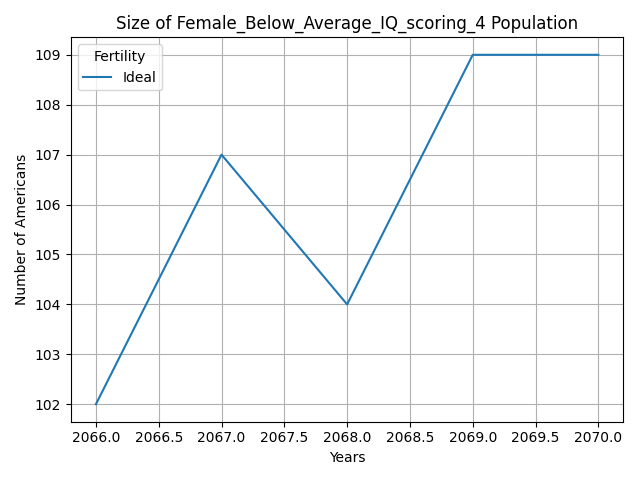 Size of Female_Below_Average_IQ_scoring_4 Population
Fertility
Ideal
Number of Americans
109
108
107
106
105
104
103
102
2066.0 2066.5 2067.0 2067.5 2068.0 2068.5 2069.0 2069.5 2070.0
Years